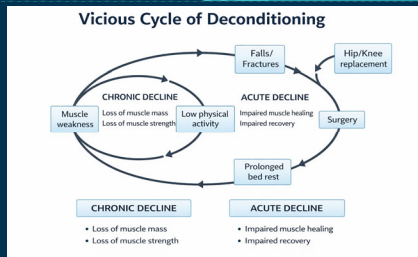 Vicious Cycle of Deconditioning
Falls/
Fractures
Hip/Knee
replacement
CHRONIC DECLINE
Loss of muscle mass
Loss of muscle strength
ACUTE DECLINE
Impaired muscle healing
Impaired recovery
Muscle
weakness
Low physical
activity
Surgery
Prolonged
bed rest
CHRONIC DECLINE
• Loss of muscle mass
• Loss of muscle strength
ACUTE DECLINE
• Impaired muscle healing
• Impaired recovery